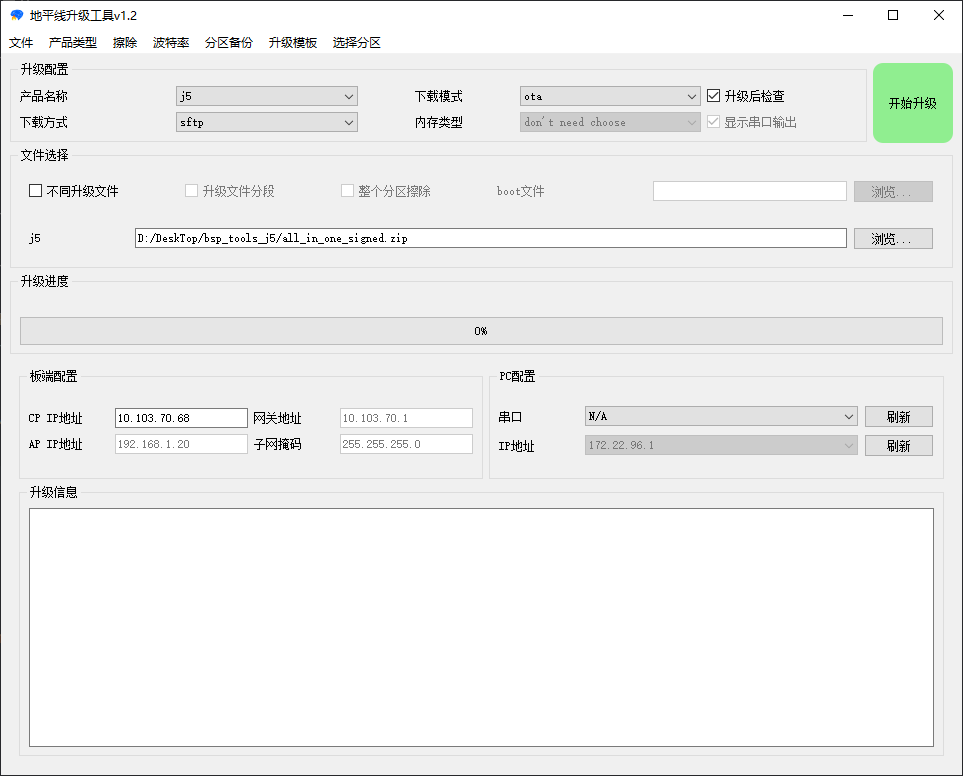 地平线升级工具v1.2
文件 产品类型 擦除 波特率 分区备份 升级模板 选择分区
升级配置
产品名称 j5 下载模式 ota 升级后检查
开始升级
下载方式 sftp 内存类型 don't need choose 显示串口输出
文件选择
不同升级文件 升级文件分段 整个分区擦除 boot文件 浏览...
j5 D:/DeskTop/bsp_tools_j5/all_in_one_signed.zip 浏览...
升级进度
0%
板端配置
CP IP地址 10.103.70.68 网关地址 10.103.70.1
AP IP地址 192.168.1.20 子网掩码 255.255.255.0
PC配置
串口 N/A 刷新
IP地址 172.22.96.1 刷新
升级信息